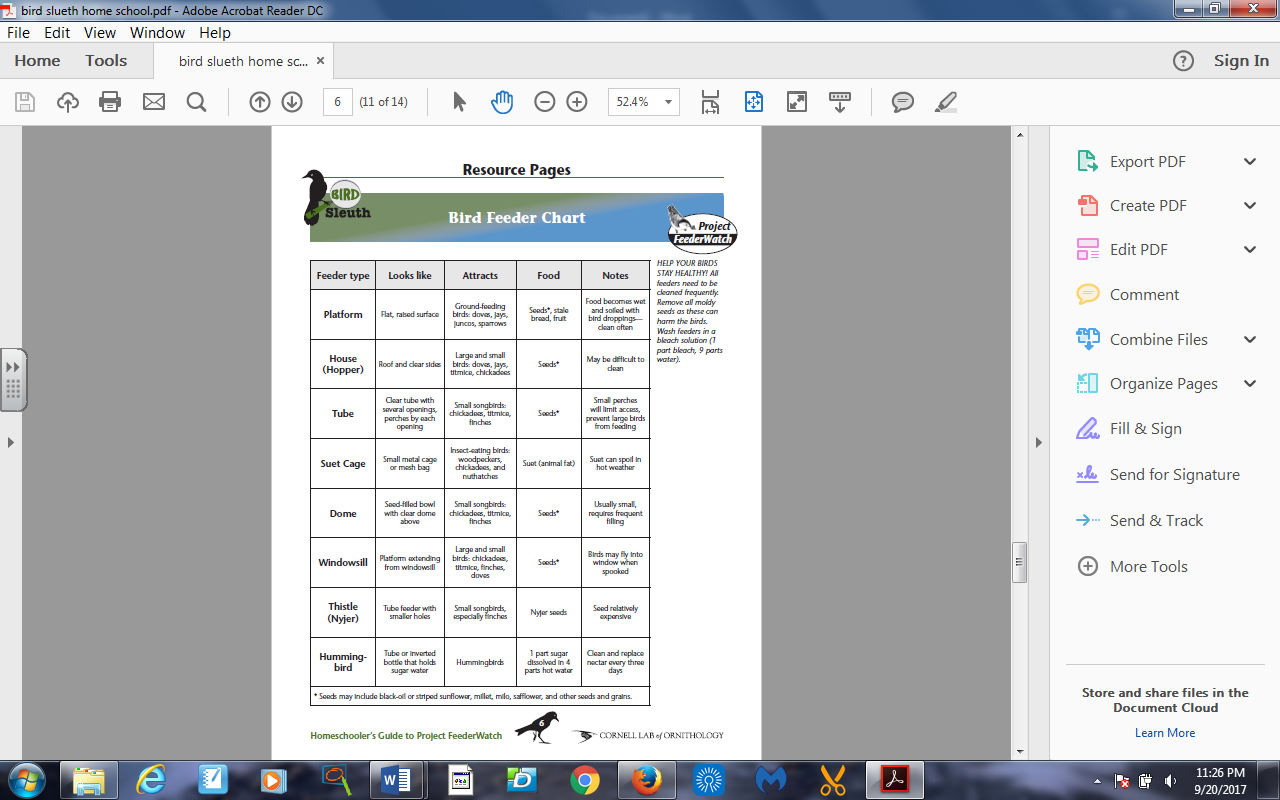 bird slueth home school.pdf - Adobe Acrobat Reader DC
File Edit View Window Help
Home Tools bird slueth home sc... × Sign In
6 (11 of 14) 52.4%
Resource Pages
BIRD
Sleuth
Bird Feeder Chart
Project
FeederWatch
Feeder type Looks like Attracts Food Notes
Platform
Flat, raised surface
Ground-feeding
birds: doves, jays,
juncos, sparrows
Seeds*, stale
bread, fruit
Food becomes wet
and soiled with
bird droppings—
clean often
House
(Hopper)
Roof and clear sides
Large and small
birds: doves, jays,
titmice, chickadees
Seeds*
May be difficult to
clean
Tube
Clear tube with
several openings,
perches by each
opening
Small songbirds:
chickadees, titmice,
finches
Seeds*
Small perches
will limit access,
prevent large birds
from feeding
Suet Cage
Small metal cage
or mesh bag
Insect-eating birds:
woodpeckers,
chickadees, and
nuthatches
Suet (animal fat)
Suet can spoil in
hot weather
Dome
Seed-filled bowl
with clear dome
above
Small songbirds:
chickadees, titmice,
finches
Seeds*
Usually small,
requires frequent
filling
Windowsill
Platform extending
from windowsill
Large and small
birds: chickadees,
titmice, finches,
doves
Seeds*
Birds may fly into
window when
spooked
Thistle
(Nyjer)
Tube feeder with
smaller holes
Small songbirds,
especially finches
Nyjer seeds
Seed relatively
expensive
Humming-
bird
Tube or inverted
bottle that holds
sugar water
Hummingbirds
1 part sugar
dissolved in 4
parts hot water
Clean and replace
nectar every three
days
* Seeds may include black-oil or striped sunflower, millet, milo, safflower, and other seeds and grains.
HELP YOUR BIRDS
STAY HEALTHY! All
feeders need to be
cleaned frequently.
Remove all moldy
seeds as these can
harm the birds.
Wash feeders in a
bleach solution (1
part bleach, 9 parts
water).
Homeschooler's Guide to Project FeederWatch
6
CORNELL LAB of ORNITHOLOGY
Export PDF
Create PDF
Edit PDF
Comment
Combine Files
Organize Pages
Fill & Sign
Send for Signature
Send & Track
More Tools
Store and share files in the
Document Cloud
Learn More
11:26 PM
9/20/2017